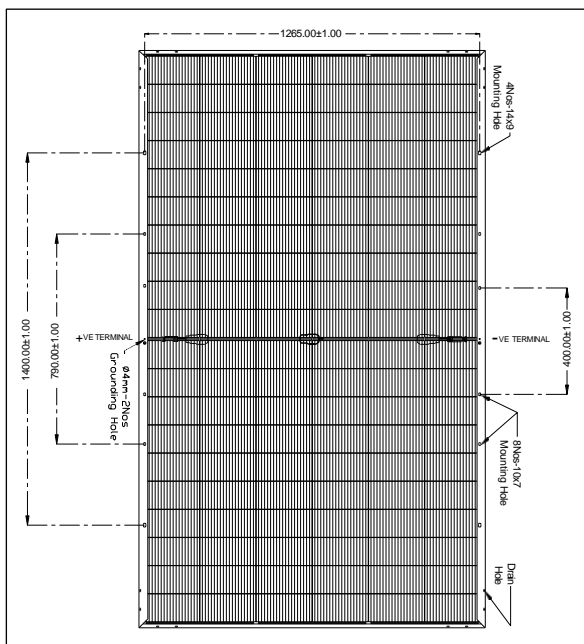 1265.00±1.00
4Nos-14x9
Mounting Hole
+VE TERMINAL
-VE TERMINAL
1400.00±1.00
790.00±1.00
400.00±1.00
ø4mm-2Nos
Grounding Hole
8Nos-10x7
Mounting Hole
Drain
Hole